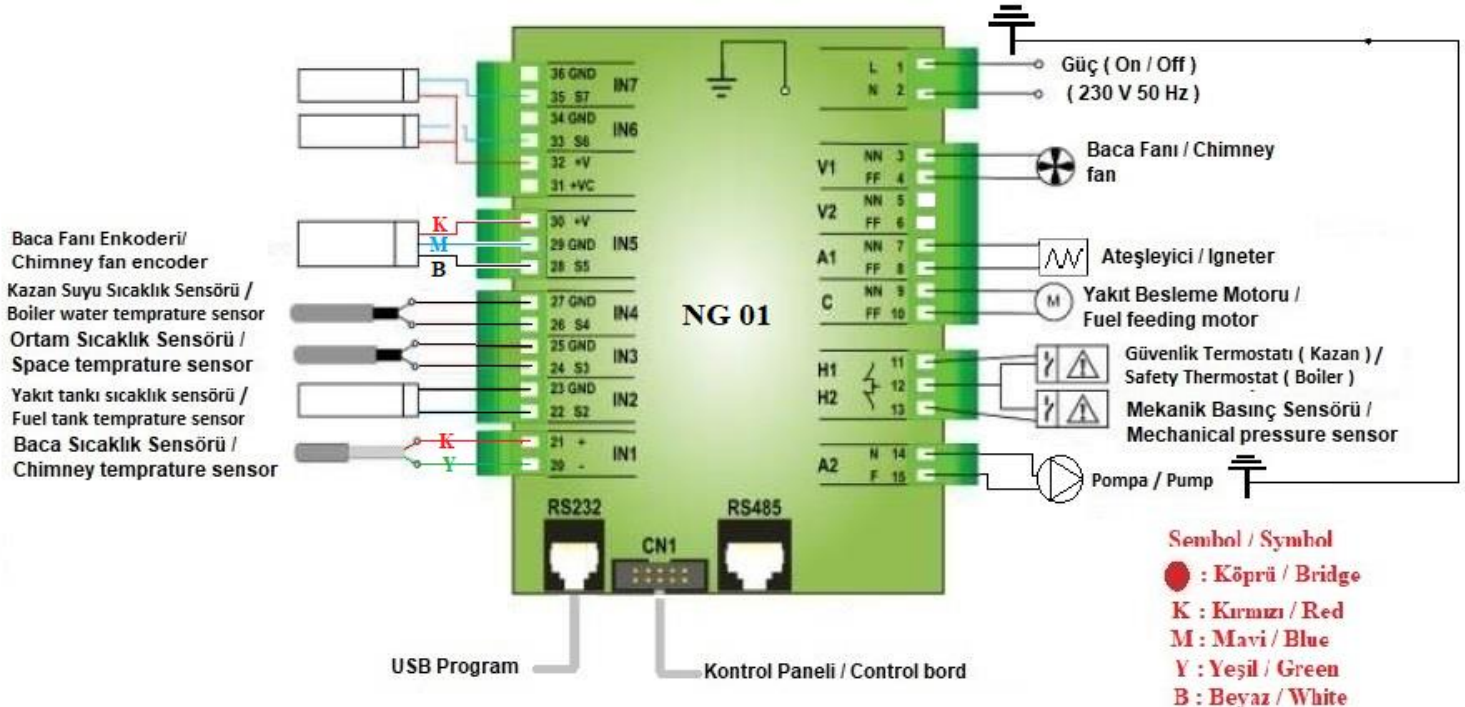 36 GND
IN7
35 S7
34 GND
IN6
33 S6
32 +V
31 +VC
30 +V
29 GND IN5
28 S5
27 GND
IN4
26 S4
25 GND
IN3
24 S3
23 GND
IN2
22 S2
21 +
IN1
20 -
K
M
B
K
Y
Baca Fanı Enkoderi/
Chimney fan encoder
Kazan Suyu Sıcaklık Sensörü /
Boiler water temprature sensor
Ortam Sıcaklık Sensörü /
Space temprature sensor
Yakıt tankı sıcaklık sensörü /
Fuel tank temprature sensor
Baca Sıcaklık Sensörü /
Chimney temprature sensor
NG 01
L 1
N 2
V1
NN 3
FF 4
V2
NN 5
FF 6
A1
NN 7
FF 8
C
NN 9
FF 10
H1
11
12
H2
13
A2
N 14
F 15
Güç ( On / Off )
( 230 V 50 Hz )
Baca Fanı / Chimney
fan
Ateşleyici / Igneter
M
Yakıt Besleme Motoru /
Fuel feeding motor
Güvenlik Termostatı ( Kazan ) /
Safety Thermostat ( Boiler )
Mekanik Basınç Sensörü /
Mechanical pressure sensor
Pompa / Pump
RS232
CN1
RS485
USB Program
Kontrol Paneli / Control bord
Sembol / Symbol
: Köprü / Bridge
K : Kırmızı / Red
M : Mavi / Blue
Y : Yeşil / Green
B : Beyaz / White